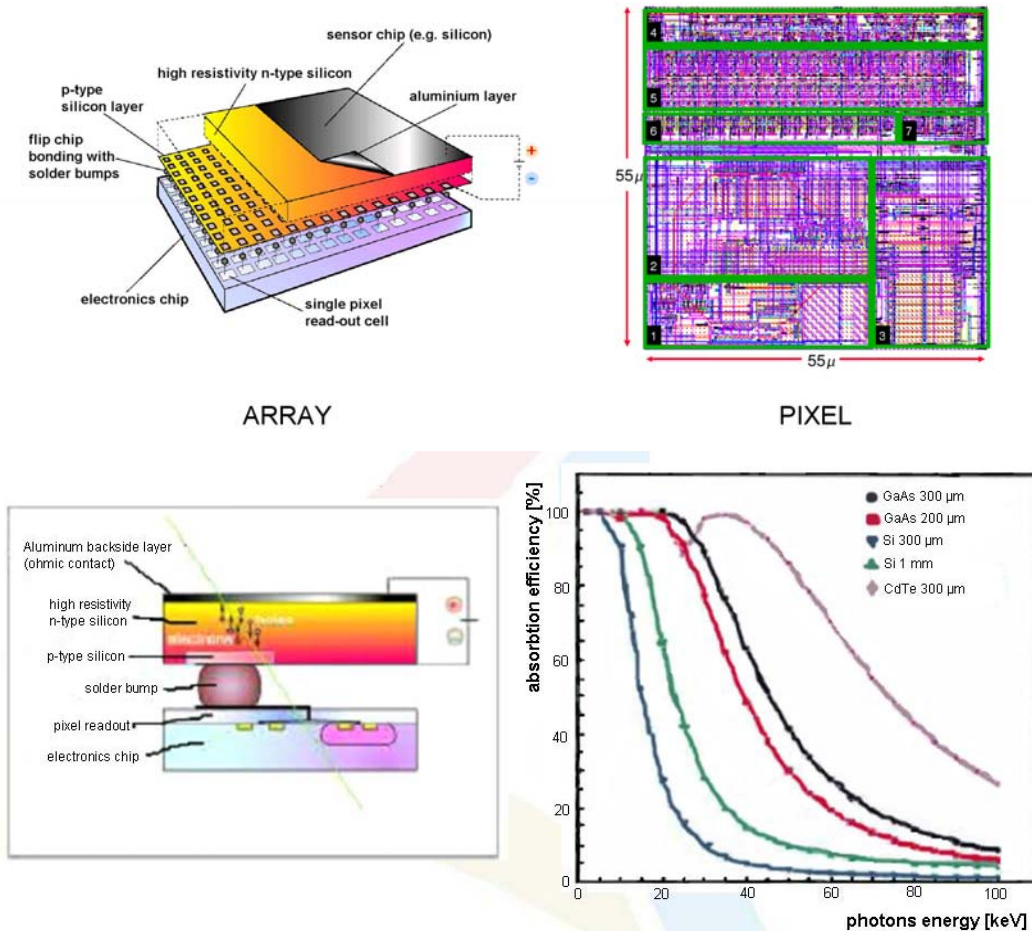 sensor chip (e.g. silicon)
high resistivity n-type silicon
p-type
silicon layer
aluminium layer
flip chip
bonding with
solder bumps
electronics chip
single pixel
read-out cell
+
-
ARRAY
4
5
6
7
2
1
3
55µ
55µ
PIXEL
Aluminum backside layer
(ohmic contact)
high resistivity
n-type silicon
p-type silicon
solder bump
pixel readout
electronics chip
absorbtion efficiency [%]
100
80
60
40
20
0
0
20
40
60
80
100
photons energy [keV]
GaAs 300 µm
GaAs 200 µm
Si 300 µm
Si 1 mm
CdTe 300 µm